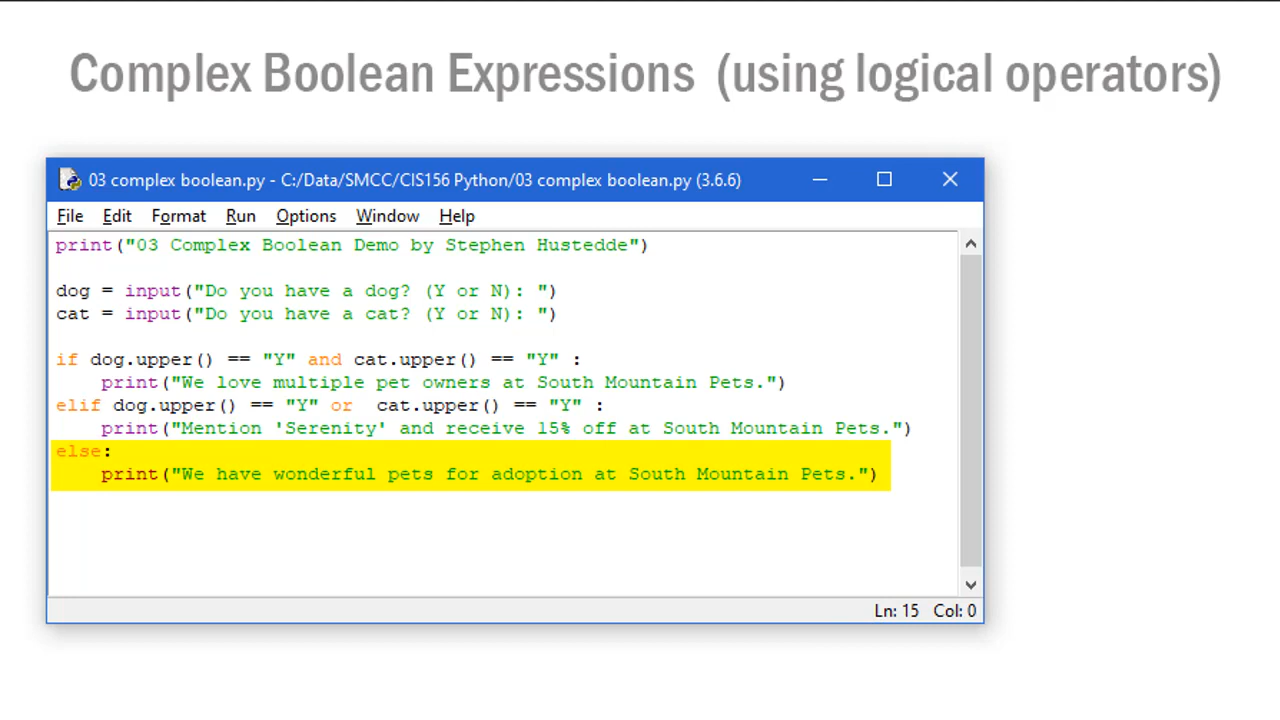 Complex Boolean Expressions (using logical operators)
03 complex boolean.py - C:/Data/SMCC/CIS156 Python/03 complex boolean.py (3.6.6)
File Edit Format Run Options Window Help
print("03 Complex Boolean Demo by Stephen Hustedde")
dog = input("Do you have a dog? (Y or N): ")
cat = input("Do you have a cat? (Y or N): ")
if dog.upper() == "Y" and cat.upper() == "Y" :
    print("We love multiple pet owners at South Mountain Pets.")
elif dog.upper() == "Y" or  cat.upper() == "Y" :
    print("Mention 'Serenity' and receive 15% off at South Mountain Pets.")
else:
    print("We have wonderful pets for adoption at South Mountain Pets.")
Ln: 15 Col: 0